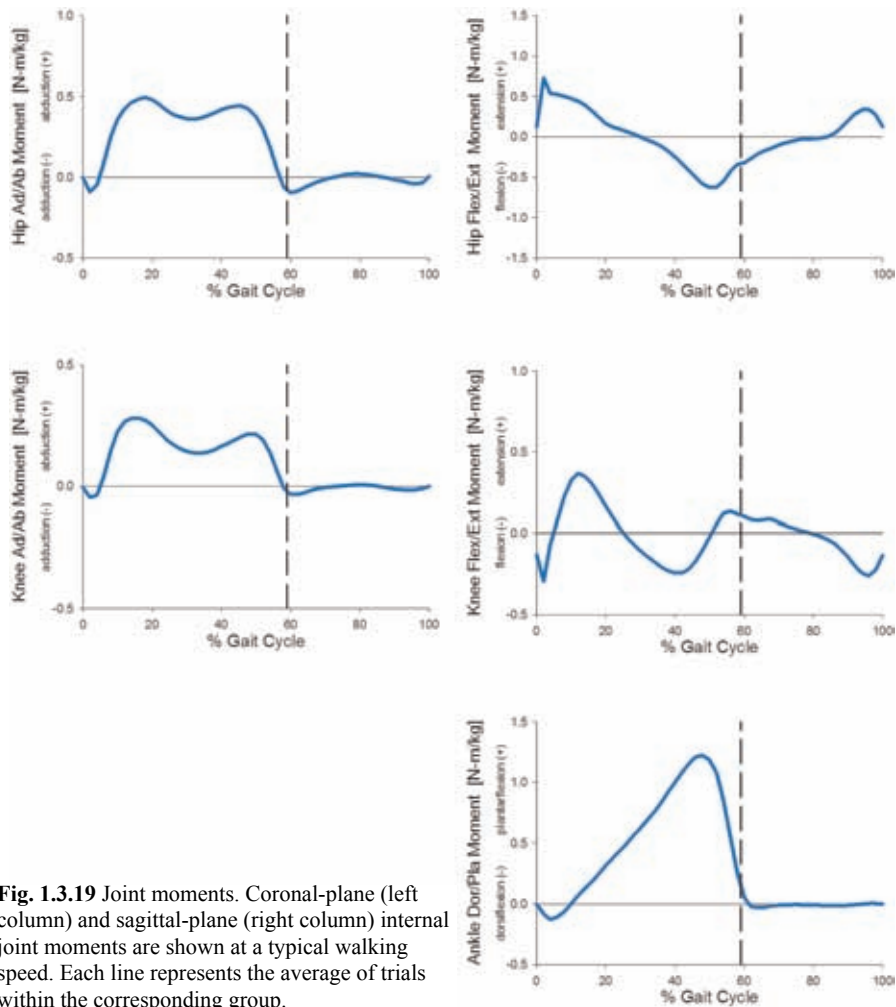 Hip Ad/Ab Moment [N-m/kg]
adduction (-) abduction (+)
1.0
0.5
0.0
-0.5
0 20 40 60 80 100
% Gait Cycle
Hip Flex/Ext Moment [N-m/kg]
flexion (-) extension (+)
1.5
1.0
0.5
0.0
-0.5
-1.0
-1.5
0 20 40 60 80 1000
% Gait Cycle
Knee Ad/Ab Moment [N-m/kg]
adduction (-) abduction (+)
0.5
0.0
-0.5
0 20 40 60 80 100
% Gait Cycle
Knee Flex/Ext Moment [N-m/kg]
flexion (-) extension (+)
1.0
0.5
0.0
-0.5
0 20 40 60 80 1000
% Gait Cycle
Ankle Dor/Pla Moment [N-m/kg]
dorsiflexion (-) plantarflexion (+)
1.5
1.0
0.5
0.0
-0.5
0 20 40 60 80 100
% Gait Cycle
Fig. 1.3.19 Joint moments. Coronal-plane (left
column) and sagittal-plane (right column) internal
joint moments are shown at a typical walking
speed. Each line represents the average of trials
within the corresponding group.